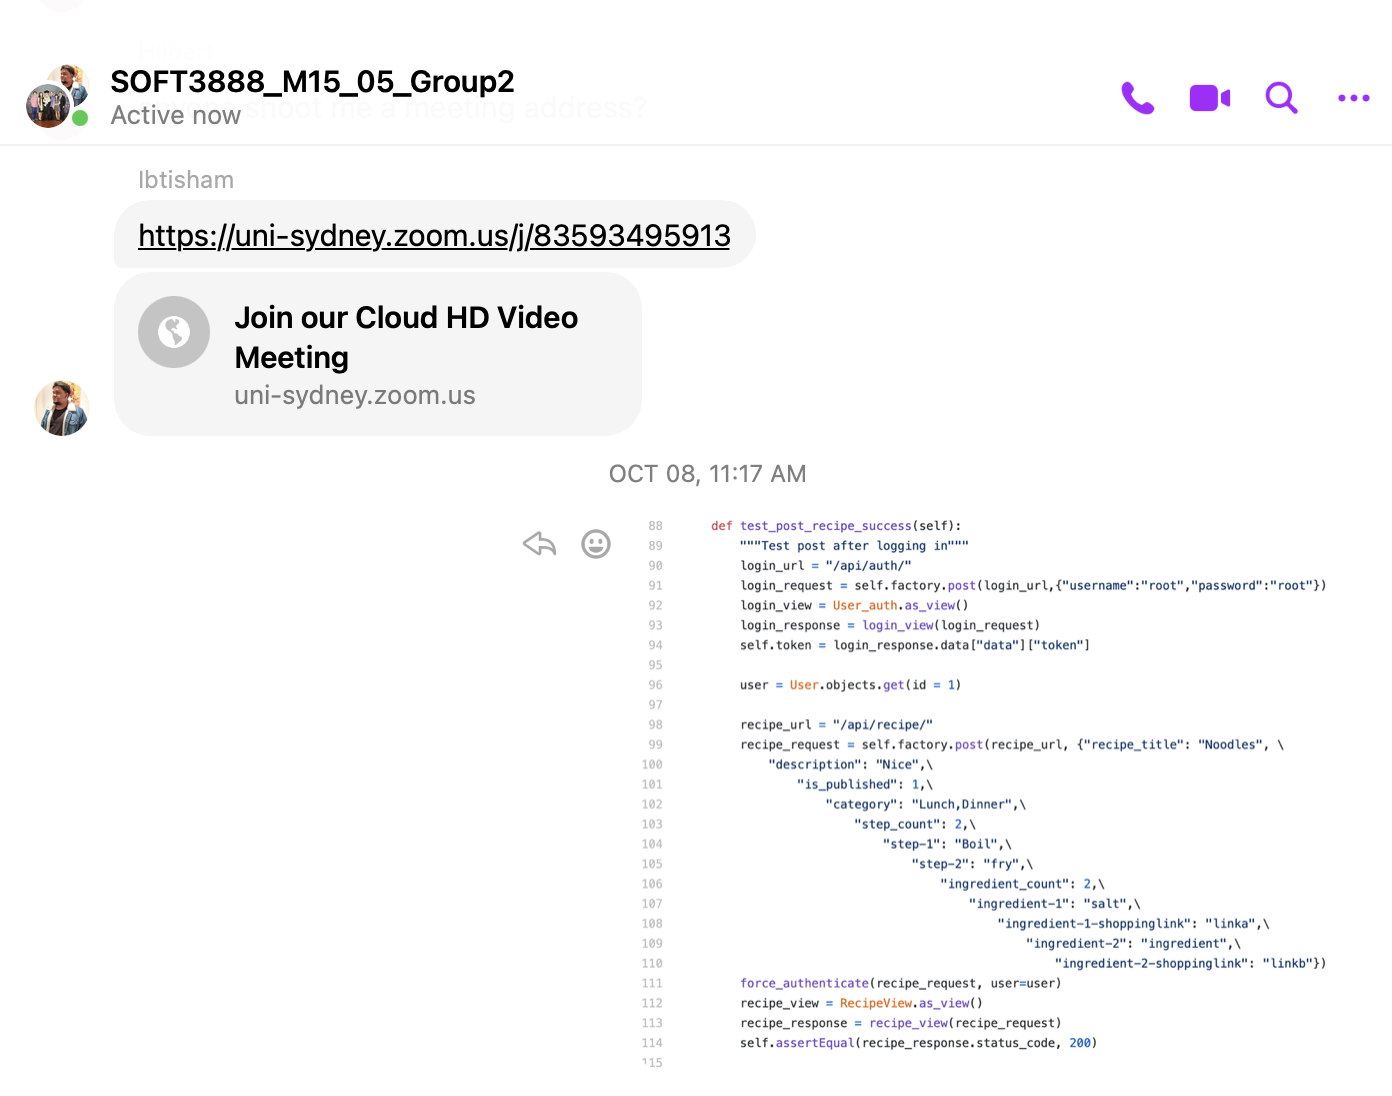 SOFT3888_M15_05_Group2
Active now
shoot me a meeting address?
Ibtisham
https://uni-sydney.zoom.us/j/83593495913
Join our Cloud HD Video
Meeting
uni-sydney.zoom.us
OCT 08, 11:17 AM
88 def test_post_recipe_success(self):
89 """Test post after logging in"""
90 login_url = "/api/auth/"
91 login_request = self.factory.post(login_url,{"username":"root","password":"root"})
92 login_view = User_auth.as_view()
93 login_response = login_view(login_request)
94 self.token = login_response.data["data"]["token"]
95
96 user = User.objects.get(id = 1)
97
98 recipe_url = "/api/recipe/"
99 recipe_request = self.factory.post(recipe_url, {"recipe_title": "Noodles", \
100 "description": "Nice",\
101 "is_published": 1,\
102 "category": "Lunch,Dinner",\
103 "step_count": 2,\
104 "step-1": "Boil",\
105 "step-2": "fry",\
106 "ingredient_count": 2,\
107 "ingredient-1": "salt",\
108 "ingredient-1-shoppinglink": "linka",\
109 "ingredient-2": "ingredient",\
110 "ingredient-2-shoppinglink": "linkb"})
111 force_authenticate(recipe_request, user=user)
112 recipe_view = RecipeView.as_view()
113 recipe_response = recipe_view(recipe_request)
114 self.assertEqual(recipe_response.status_code, 200)
115